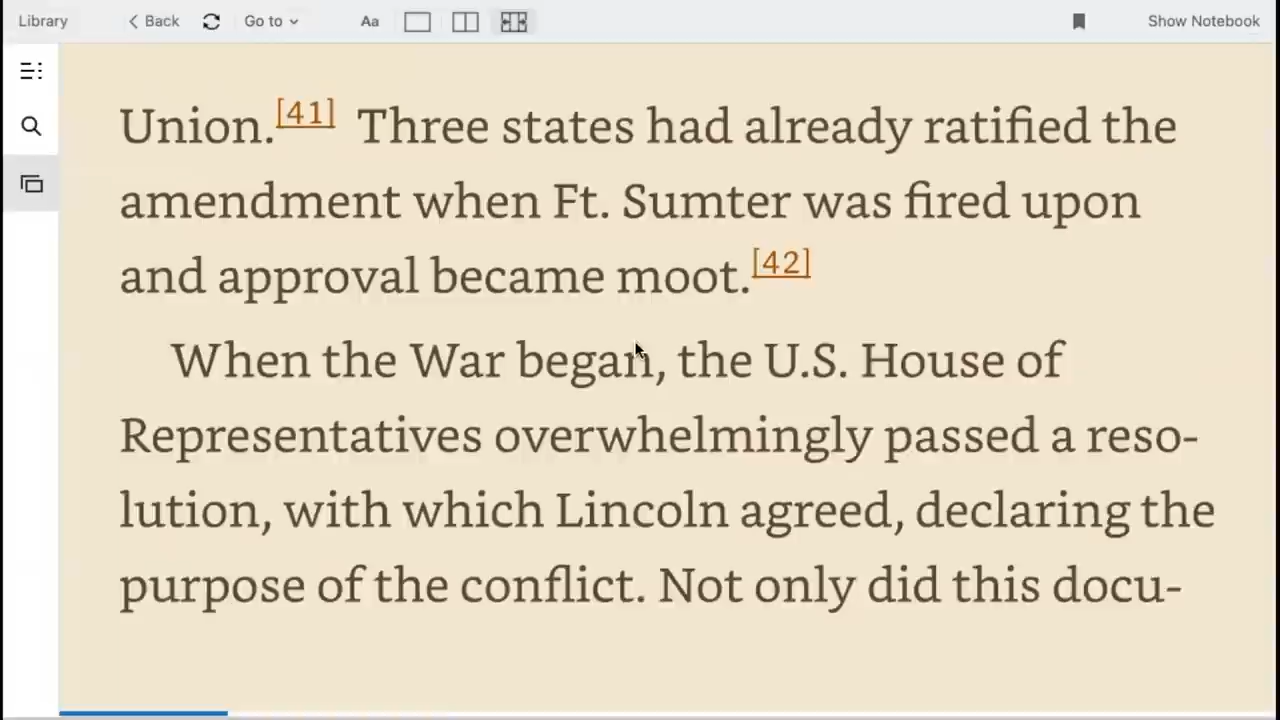 Library
Back
Go to
Aa
Show Notebook
Union.[41] Three states had already ratified the
amendment when Ft. Sumter was fired upon
and approval became moot.[42]
When the War began, the U.S. House of
Representatives overwhelmingly passed a reso-
lution, with which Lincoln agreed, declaring the
purpose of the conflict. Not only did this docu-